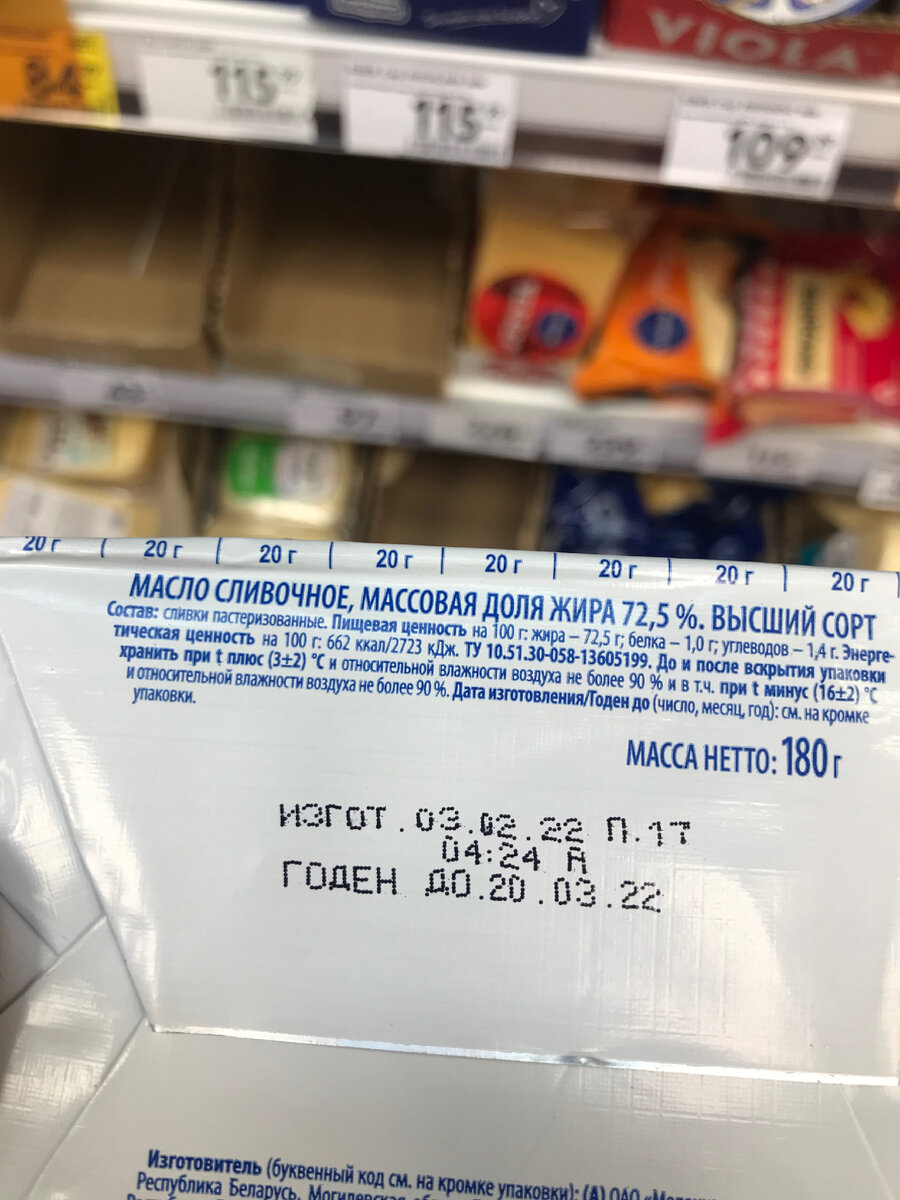 VIOLA
84
115
115
109
20 г 20 г 20 г 20 г 20 г 20 г 20 г 20 г
МАСЛО СЛИВОЧНОЕ, МАССОВАЯ ДОЛЯ ЖИРА 72,5 %. ВЫСШИЙ СОРТ
Состав: сливки пастеризованные. Пищевая ценность на 100 г: жира – 72,5 г; белка – 1,0 г; углеводов – 1,4 г. Энерге-
тическая ценность на 100 г: 662 ккал/2723 кДж. ТУ 10.51.30-058-13605199. До и после вскрытия упаковки
хранить при t плюс (3±2) °С и относительной влажности воздуха не более 90 % и в т.ч. при t минус (16±2) °С
и относительной влажности воздуха не более 90 %. Дата изготовления/Годен до (число, месяц, год): см. на кромке
упаковки.
МАССА НЕТТО: 180 г
ИЗГОТ.03.02.22 П.17
04:24 А
ГОДЕН ДО.20.03.22
Изготовитель (буквенный код см. на кромке упаковки): (А) ОАО
Республика Беларусь, Могилевская